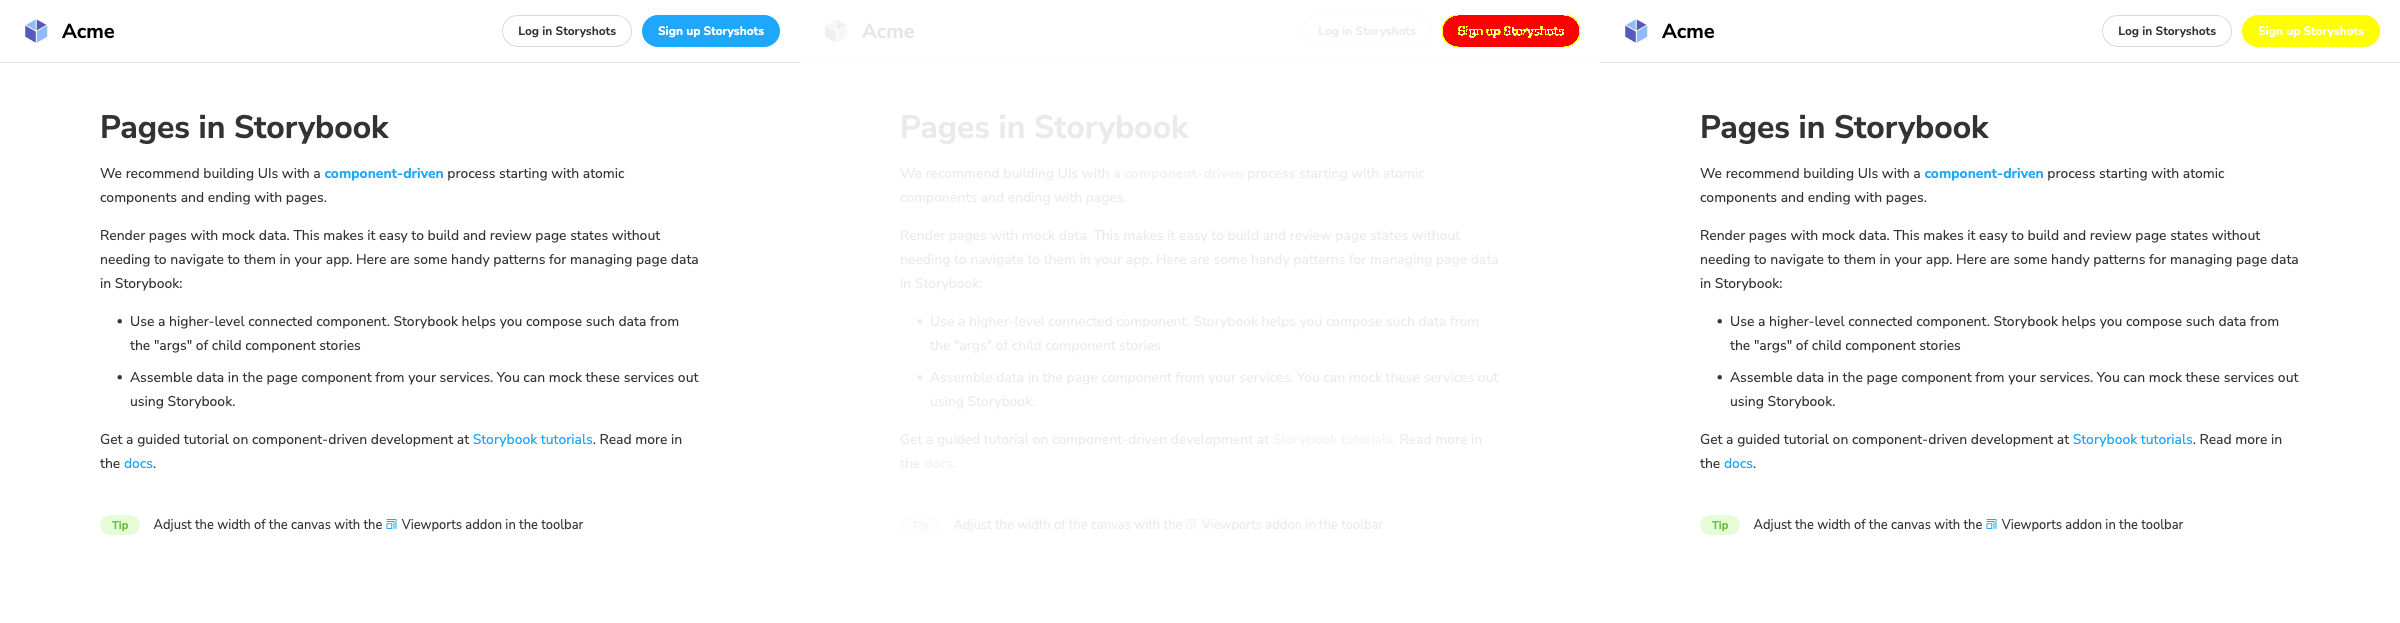 Acme
Log in Storyshots
Sign up Storyshots
Pages in Storybook
We recommend building UIs with a component-driven process starting with atomic
components and ending with pages.
Render pages with mock data. This makes it easy to build and review page states without
needing to navigate to them in your app. Here are some handy patterns for managing page data
in Storybook:
• Use a higher-level connected component. Storybook helps you compose such data from
the "args" of child component stories
• Assemble data in the page component from your services. You can mock these services out
using Storybook.
Get a guided tutorial on component-driven development at Storybook tutorials. Read more in
the docs.
Tip
Adjust the width of the canvas with the Viewports addon in the toolbar
Acme
Log in Storyshots
Sign up Storyshots
Pages in Storybook
We recommend building UIs with a component-driven process starting with atomic
components and ending with pages.
Render pages with mock data. This makes it easy to build and review page states without
needing to navigate to them in your app. Here are some handy patterns for managing page data
in Storybook:
• Use a higher-level connected component. Storybook helps you compose such data from
the "args" of child component stories
• Assemble data in the page component from your services. You can mock these services out
using Storybook.
Get a guided tutorial on component-driven development at Storybook tutorials. Read more in
the docs.
Tip
Adjust the width of the canvas with the Viewports addon in the toolbar
Acme
Log in Storyshots
Sign up Storyshots
Pages in Storybook
We recommend building UIs with a component-driven process starting with atomic
components and ending with pages.
Render pages with mock data. This makes it easy to build and review page states without
needing to navigate to them in your app. Here are some handy patterns for managing page data
in Storybook:
• Use a higher-level connected component. Storybook helps you compose such data from
the "args" of child component stories
• Assemble data in the page component from your services. You can mock these services out
using Storybook.
Get a guided tutorial on component-driven development at Storybook tutorials. Read more in
the docs.
Tip
Adjust the width of the canvas with the Viewports addon in the toolbar